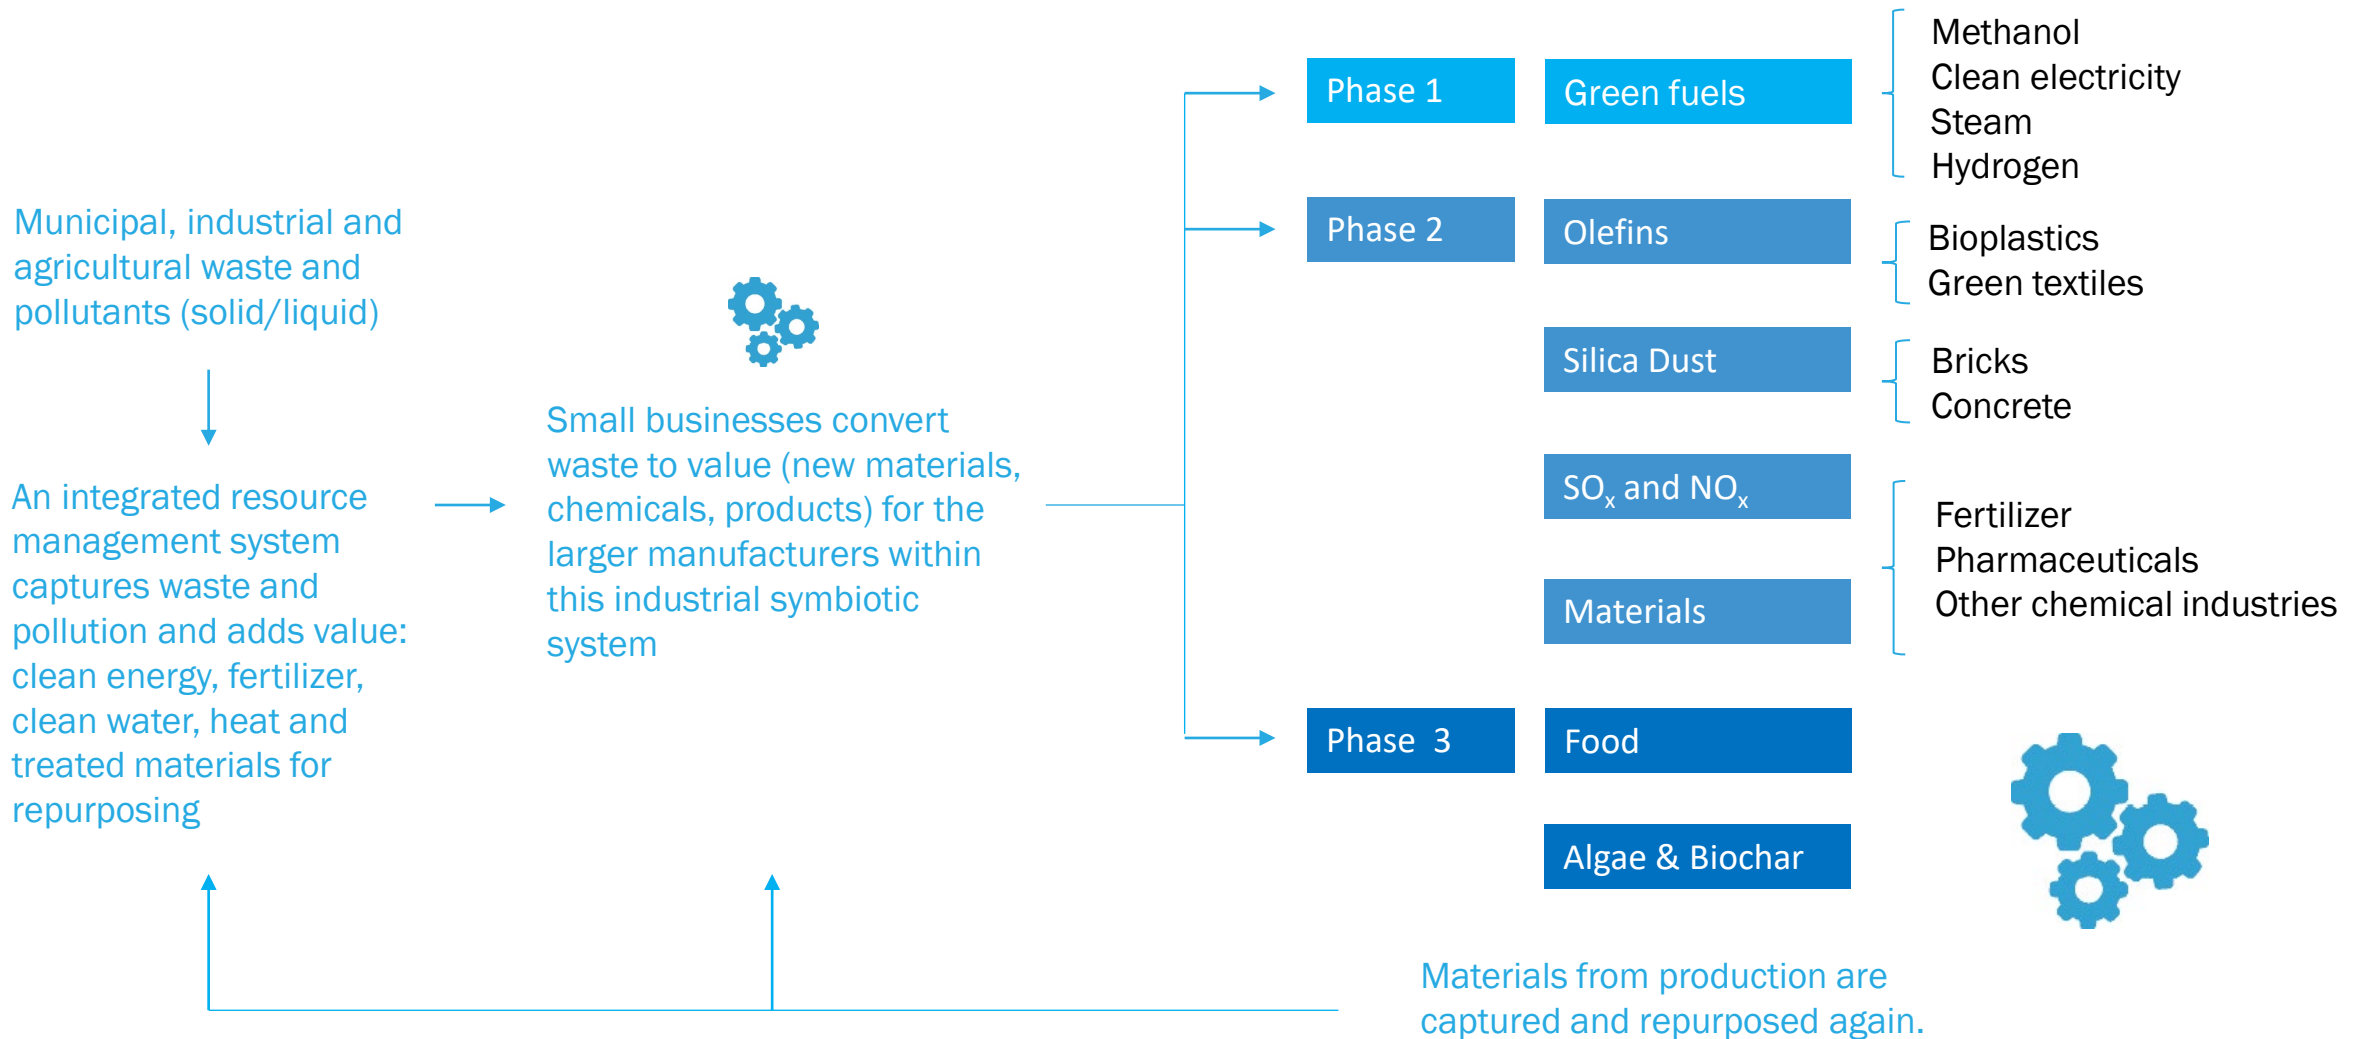 Municipal, industrial and
agricultural waste and
pollutants (solid/liquid)
An integrated resource
management system
captures waste and
pollution and adds value:
clean energy, fertilizer,
clean water, heat and
treated materials for
repurposing
Small businesses convert
waste to value (new materials,
chemicals, products) for the
larger manufacturers within
this industrial symbiotic
system
Phase 1
Green fuels
Methanol
Clean electricity
Steam
Hydrogen
Phase 2
Olefins
Bioplastics
Green textiles
Silica Dust
Bricks
Concrete
SOx and NOx
Materials
Fertilizer
Pharmaceuticals
Other chemical industries
Phase  3
Food
Algae & Biochar
Materials from production are
captured and repurposed again.